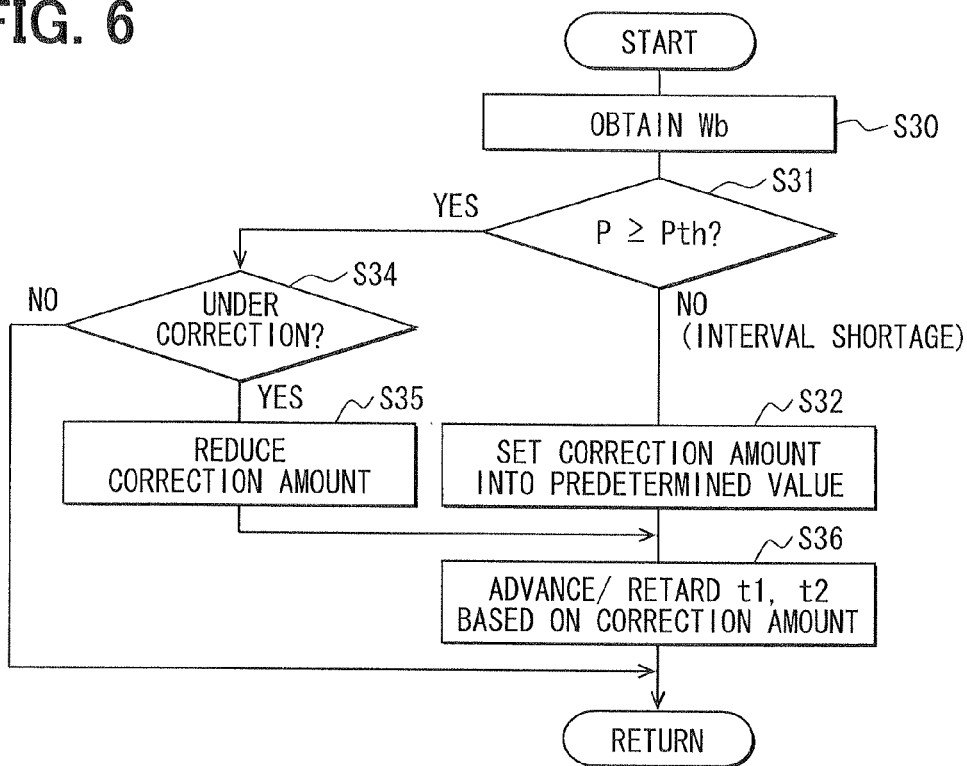 FIG. 6
START
OBTAIN Wb
S30
S31
P ≥ Pth?
YES
NO
(INTERVAL SHORTAGE)
S34
UNDER
CORRECTION?
NO
YES
S35
REDUCE
CORRECTION AMOUNT
S32
SET CORRECTION AMOUNT
INTO PREDETERMINED VALUE
S36
ADVANCE/ RETARD t1, t2
BASED ON CORRECTION AMOUNT
RETURN